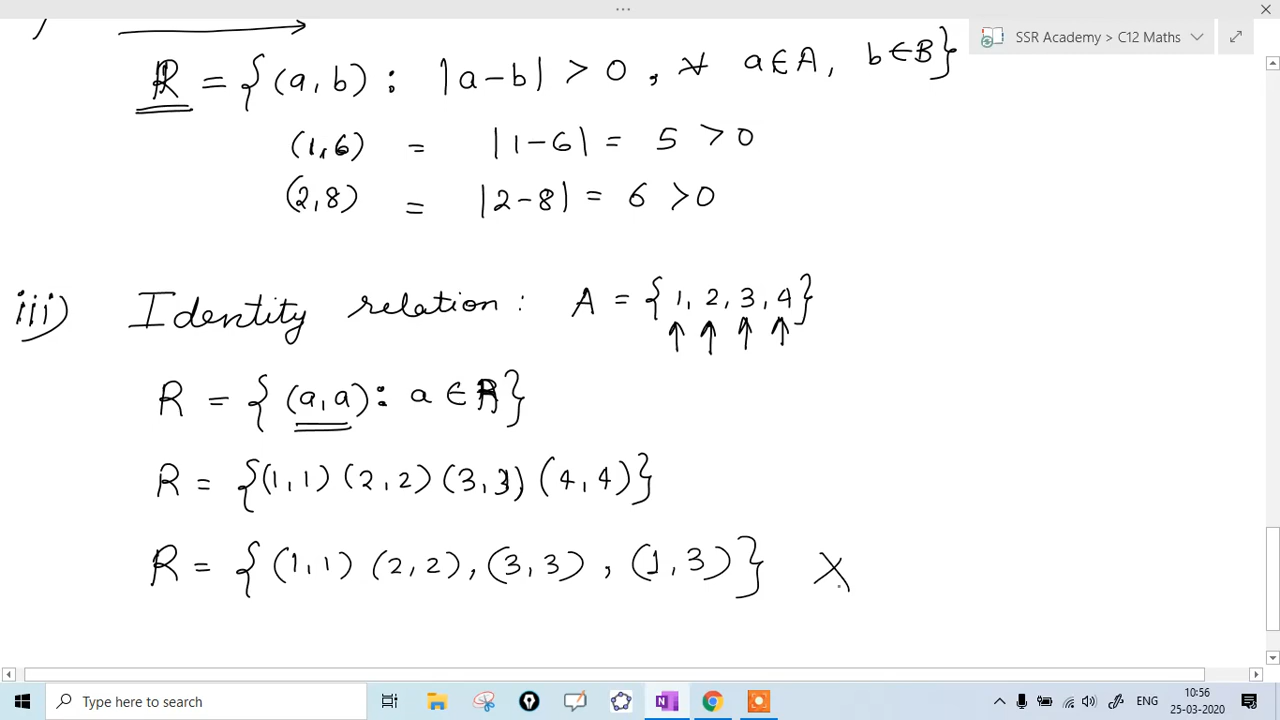 SSR Academy > C12 Maths
R = {(a, b) : |a-b| > 0, ∀ a∈A, b∈B}
(1,6) = |1-6| = 5 > 0
(2,8) = |2-8| = 6 > 0
iii) Identity relation : A = {1, 2, 3, 4}
R = {(a, a) : a ∈ A}
R = {(1,1) (2,2) (3,3) (4,4)}
R = {(1,1) (2,2), (3,3), (1,3)} X
Type here to search
ENG
10:56
25-03-2020